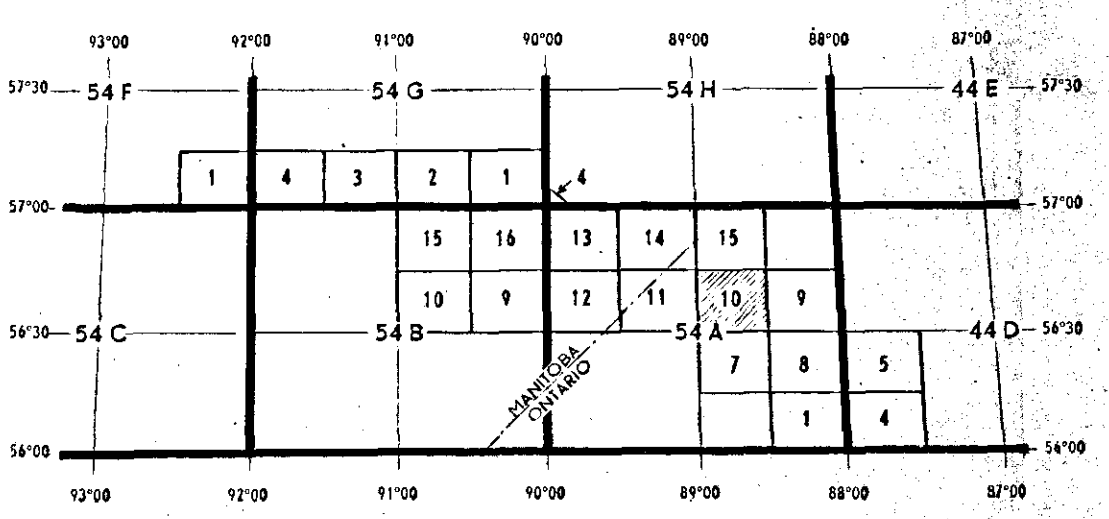 93°00 92°00 91°00 90°00 89°00 88°00 87°00
57°30 54 F 54 G 54 H 44 E 57°30
1 4 3 2 1 4
57°00 57°00
15 16 13 14 15
10 9 12 11 10 9
56°30 54 C 54 B 54 A 44 D 56°30
7 8 5
MANITOBA
ONTARIO
1 4
56°00 56°00
93°00 92°00 91°00 90°00 89°00 88°00 87°00